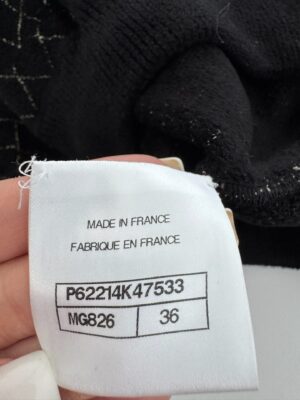 MADE IN FRANCE
FABRIQUE EN FRANCE
P62214K47533
MG826 36